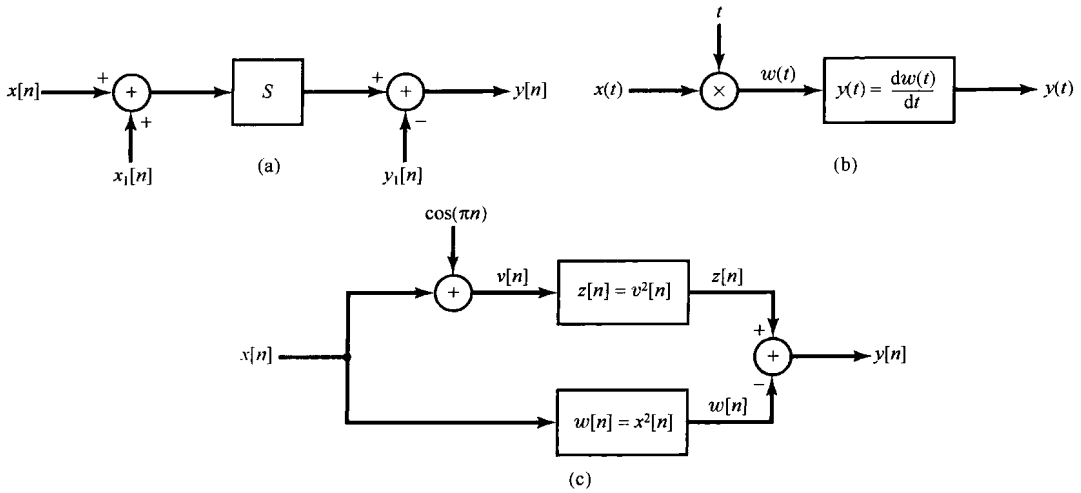 x[n]
+
+
+
x₁[n]
S
+
+
−
y₁[n]
y[n]
(a)
t
x(t)
×
w(t)
y(t) = dw(t)/dt
y(t)
(b)
cos(πn)
+
v[n]
z[n] = v²[n]
z[n]
x[n]
+
+
−
y[n]
w[n] = x²[n]
w[n]
(c)